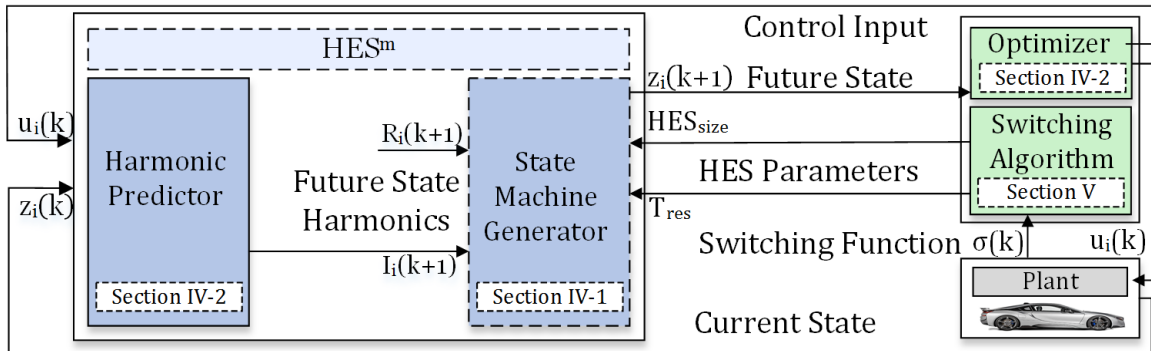 Control Input
HESᵐ
Optimizer
Section IV-2
zᵢ(k+1)
Future State
uᵢ(k)
HES_size
Rᵢ(k+1)
Harmonic
Predictor
State
Machine
Generator
Switching
Algorithm
Section V
HES Parameters
Future State
Harmonics
zᵢ(k)
T_res
Switching Function
σ(k)
uᵢ(k)
Iᵢ(k+1)
Section IV-2
Section IV-1
Plant
Current State